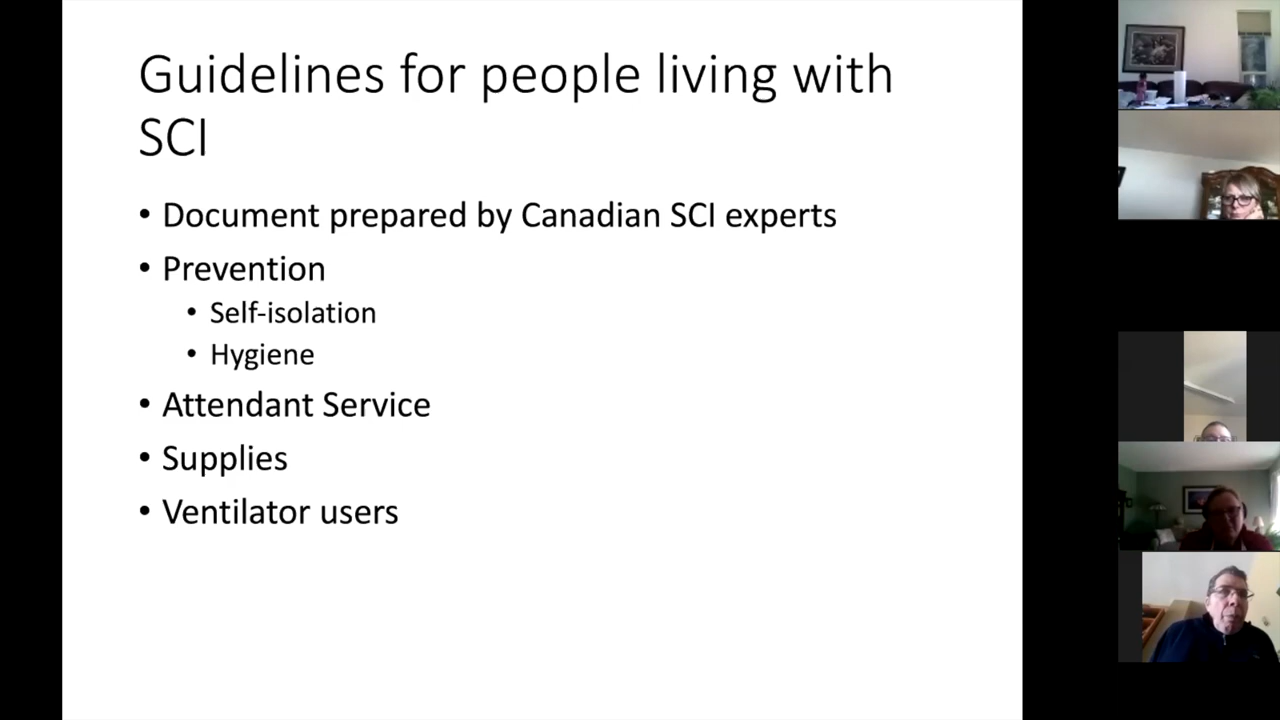 Guidelines for people living with
SCI
• Document prepared by Canadian SCI experts
• Prevention
• Self-isolation
• Hygiene
• Attendant Service
• Supplies
• Ventilator users